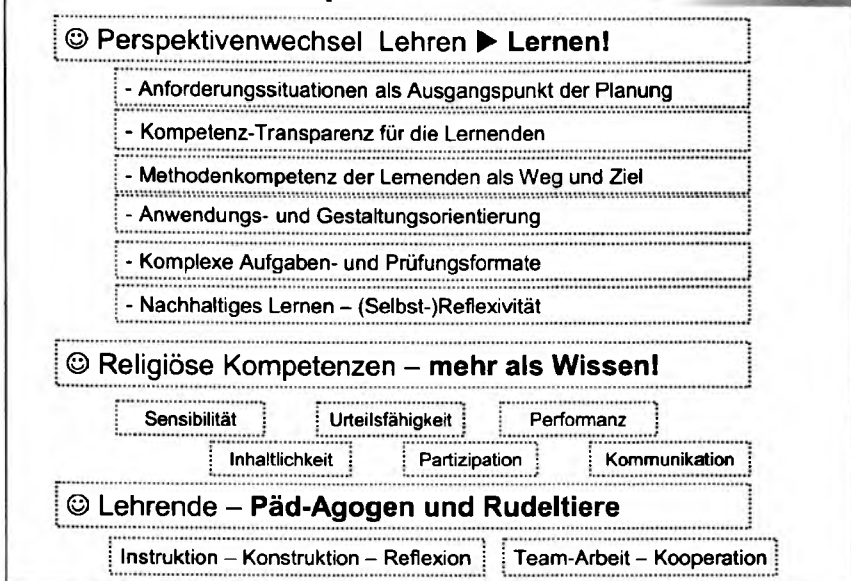 ☺ Perspektivenwechsel Lehren ▶ Lernen!
- Anforderungssituationen als Ausgangspunkt der Planung
- Kompetenz-Transparenz für die Lernenden
- Methodenkompetenz der Lernenden als Weg und Ziel
- Anwendungs- und Gestaltungsorientierung
- Komplexe Aufgaben- und Prüfungsformate
- Nachhaltiges Lernen – (Selbst-)Reflexivität
☺ Religiöse Kompetenzen – mehr als Wissen!
Sensibilität Urteilsfähigkeit Performanz
Inhaltlichkeit Partizipation Kommunikation
☺ Lehrende – Päd-Agogen und Rudeltiere
Instruktion – Konstruktion – Reflexion Team-Arbeit – Kooperation